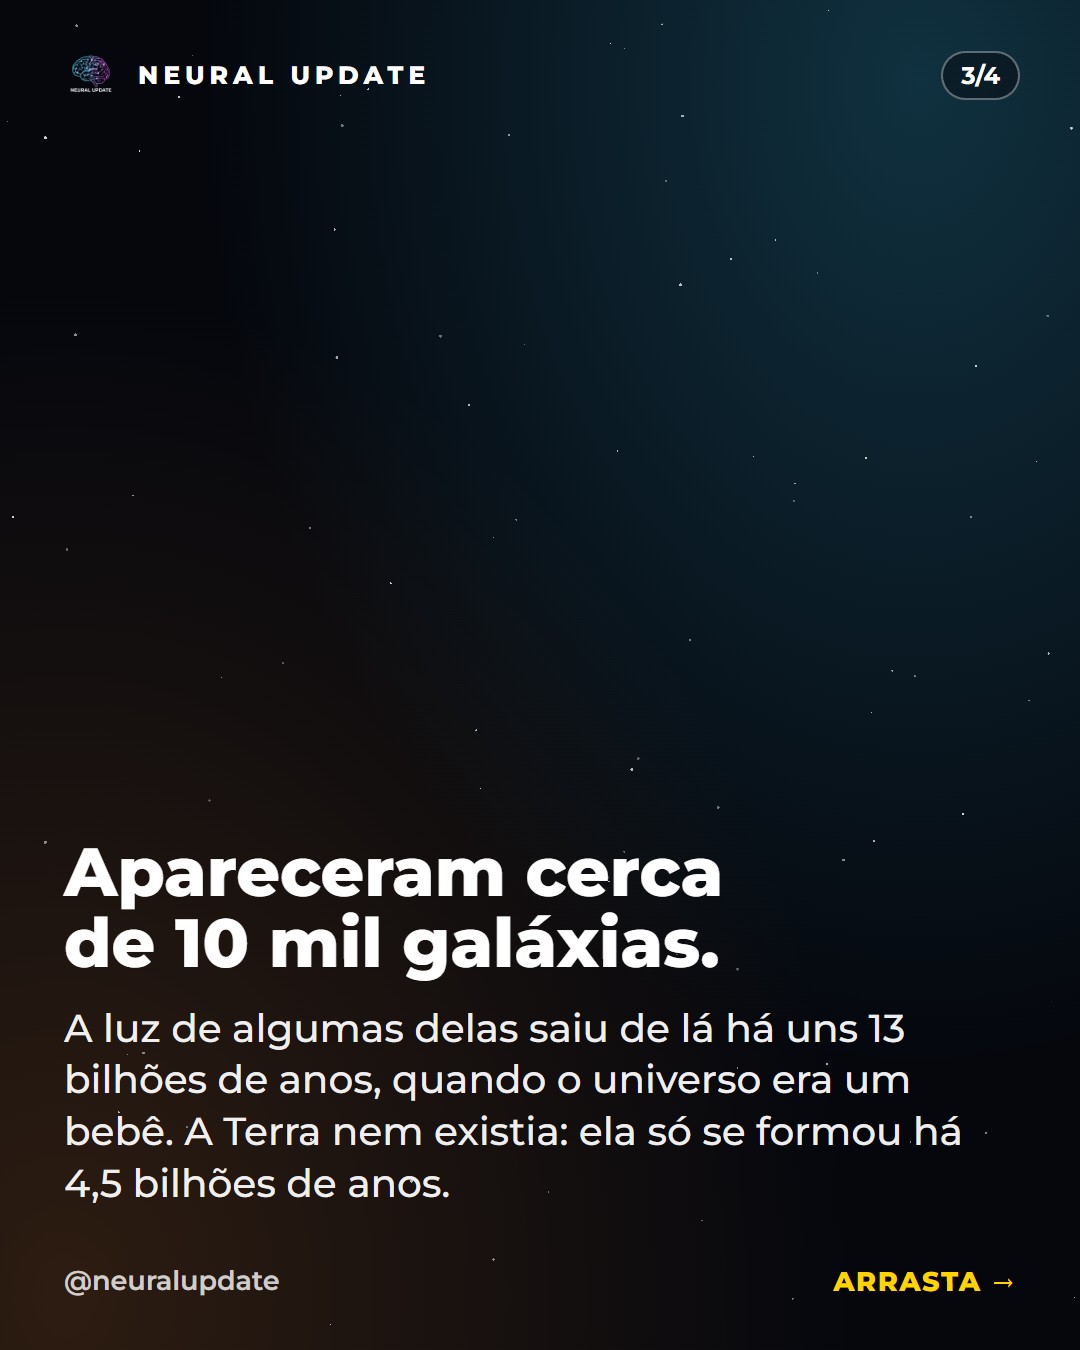 NEURAL UPDATE
NEURAL UPDATE
3/4
Apareceram cerca
de 10 mil galáxias.
A luz de algumas delas saiu de lá há uns 13
bilhões de anos, quando o universo era um
bebê. A Terra nem existia: ela só se formou há
4,5 bilhões de anos.
@neuralupdate
ARRASTA →